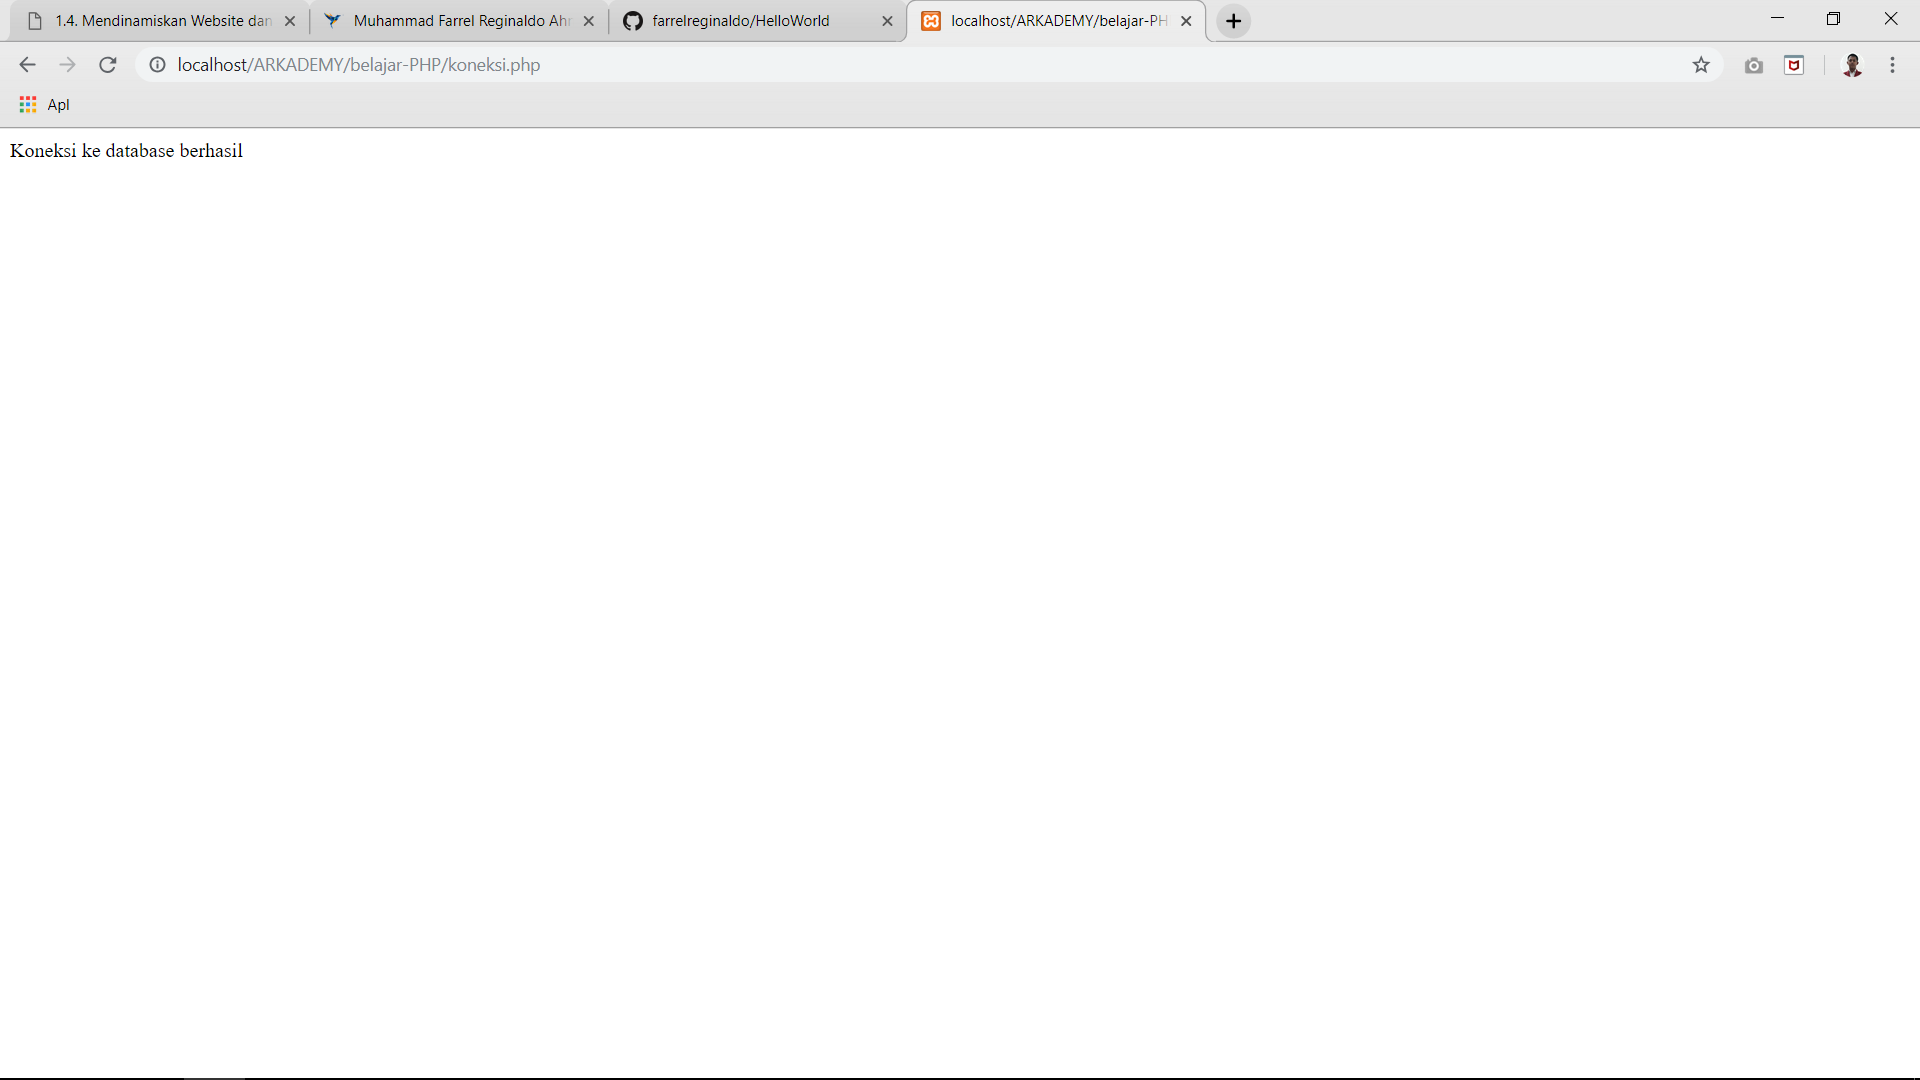 1.4. Mendinamiskan Website dan
Muhammad Farrel Reginaldo Ah
farrelreginaldo/HelloWorld
localhost/ARKADEMY/belajar-PH
localhost/ARKADEMY/belajar-PHP/koneksi.php
Apl
Koneksi ke database berhasil